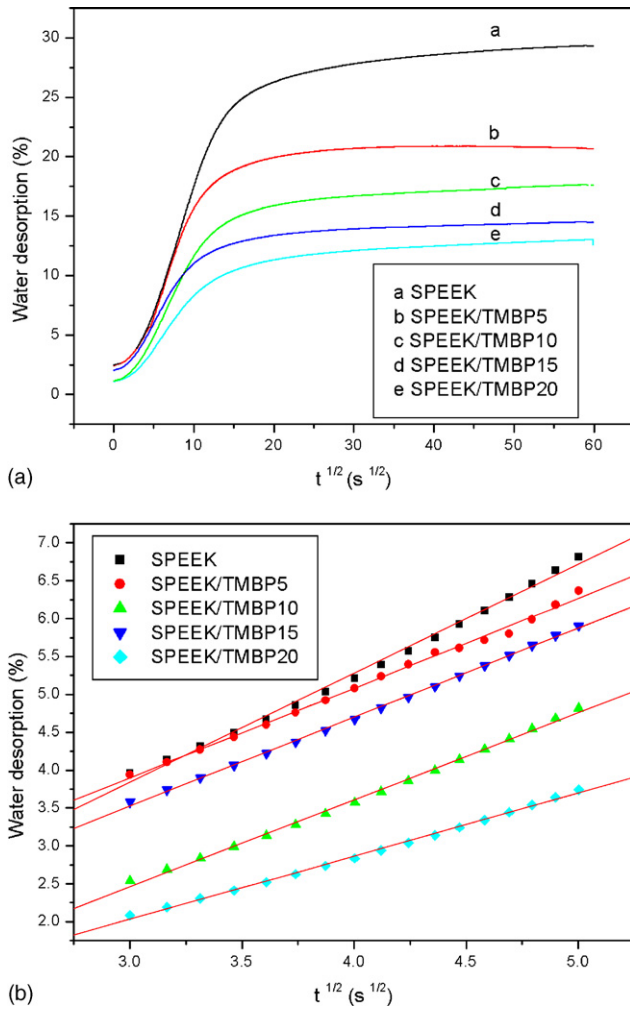 30
25
20
15
10
5
0
Water desorption (%)
a
b
c
d
e
a SPEEK
b SPEEK/TMBP5
c SPEEK/TMBP10
d SPEEK/TMBP15
e SPEEK/TMBP20
0 10 20 30 40 50 60
t 1/2 (s 1/2)
(a)
7.0
6.5
6.0
5.5
5.0
4.5
4.0
3.5
3.0
2.5
2.0
Water desorption (%)
SPEEK
SPEEK/TMBP5
SPEEK/TMBP10
SPEEK/TMBP15
SPEEK/TMBP20
3.0 3.5 4.0 4.5 5.0
t 1/2 (s 1/2)
(b)